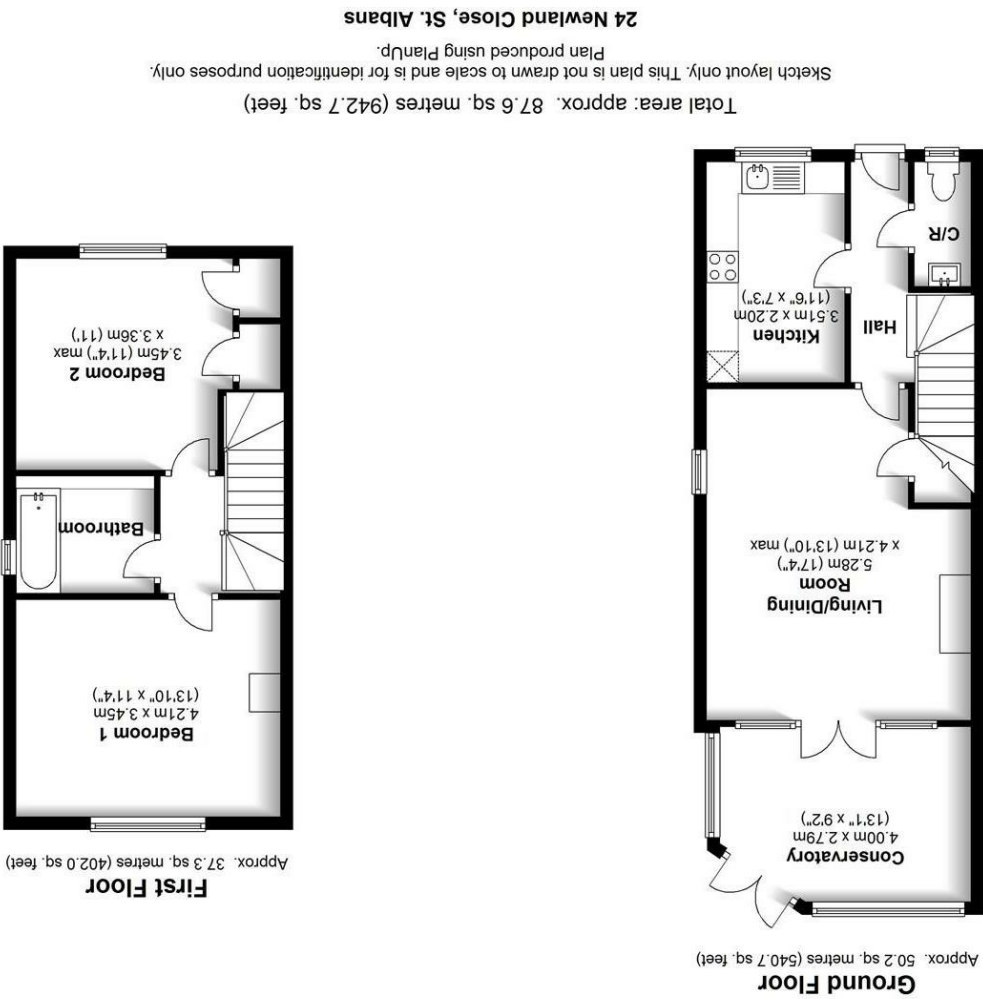 Ground Floor
Approx. 50.2 sq. metres (540.7 sq. feet)
Conservatory
4.00m x 2.79m
(13'1" x 9'2")
Living/Dining
Room
5.28m (17'4")
x 4.21m (13'10") max
Hall
Kitchen
3.51m x 2.20m
(11'6" x 7'3")
C/R
First Floor
Approx. 37.3 sq. metres (402.0 sq. feet)
Bedroom 1
4.21m x 3.45m
(13'10" x 11'4")
Bathroom
Bedroom 2
3.45m (11'4") max
x 3.36m (11')
Total area: approx. 87.6 sq. metres (942.7 sq. feet)
Sketch layout only. This plan is not drawn to scale and is for identification purposes only.
Plan produced using PlanUp.
24 Newland Close, St. Albans